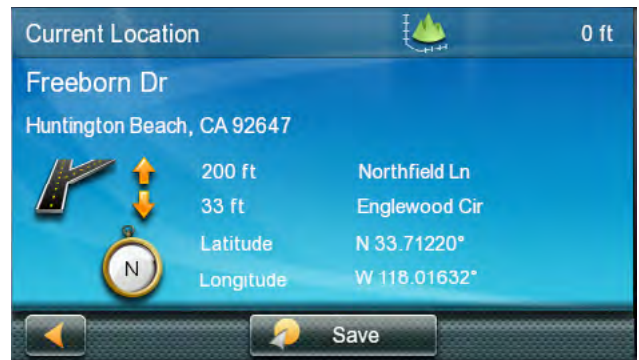 Current Location 0 ft
Freeborn Dr
Huntington Beach, CA 92647
200 ft Northfield Ln
33 ft Englewood Cir
Latitude N 33.71220°
N
Longitude W 118.01632°
Save